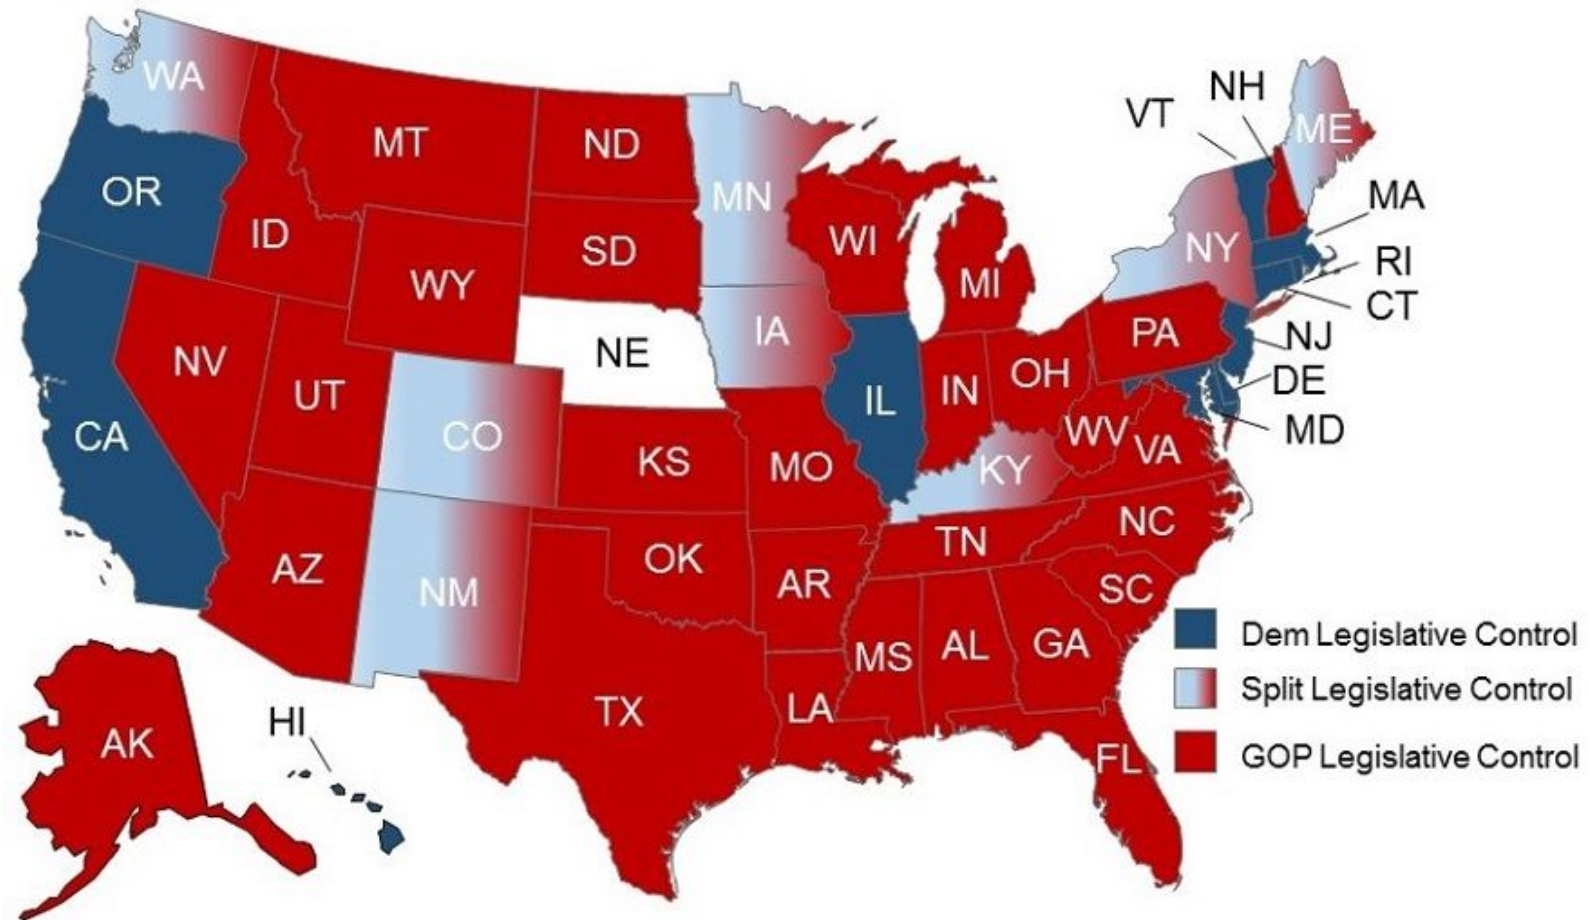 WA
MT
ND
MN
VT
NH
ME
OR
ID
SD
WI
MI
NY
MA
RI
CT
WY
NE
IA
PA
NJ
DE
MD
NV
UT
CO
KS
MO
IL
IN
OH
WV
VA
KY
CA
AZ
NM
OK
AR
TN
NC
SC
MS
AL
GA
TX
LA
FL
AK
HI
Dem Legislative Control
Split Legislative Control
GOP Legislative Control